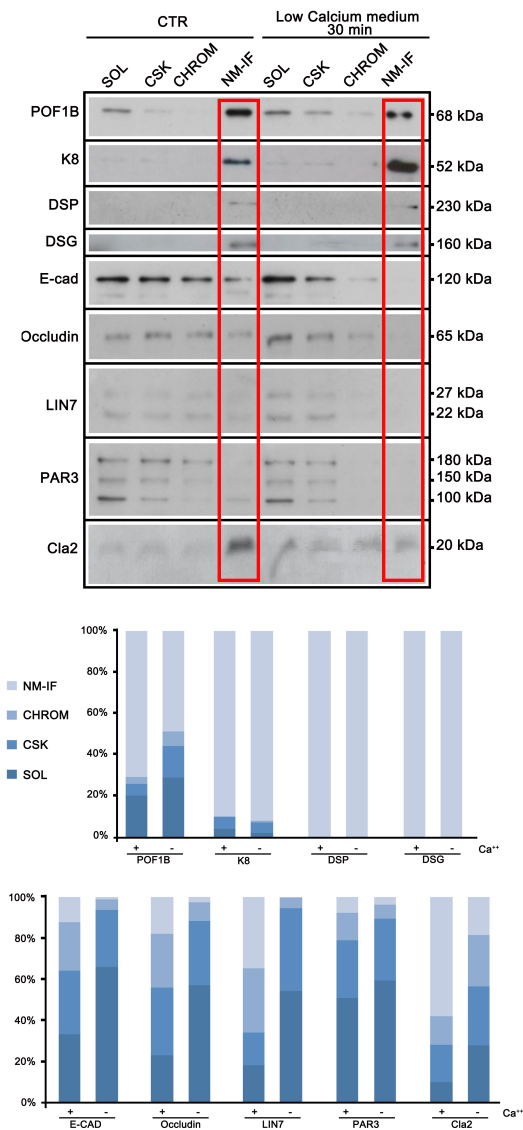 CTR
Low Calcium medium
30 min
SOL CSK CHROM NM-IF SOL CSK CHROM NM-IF
POF1B 68 kDa
K8 52 kDa
DSP 230 kDa
DSG 160 kDa
E-cad 120 kDa
Occludin 65 kDa
27 kDa
LIN7
22 kDa
180 kDa
PAR3 150 kDa
100 kDa
Cla2 20 kDa
100%
80%
60%
40%
20%
0%
NM-IF
CHROM
CSK
SOL
+ - + - + - + - Ca++
POF1B K8 DSP DSG
100%
80%
60%
40%
20%
0%
+ - + - + - + - + - Ca++
E-CAD Occludin LIN7 PAR3 Cla2